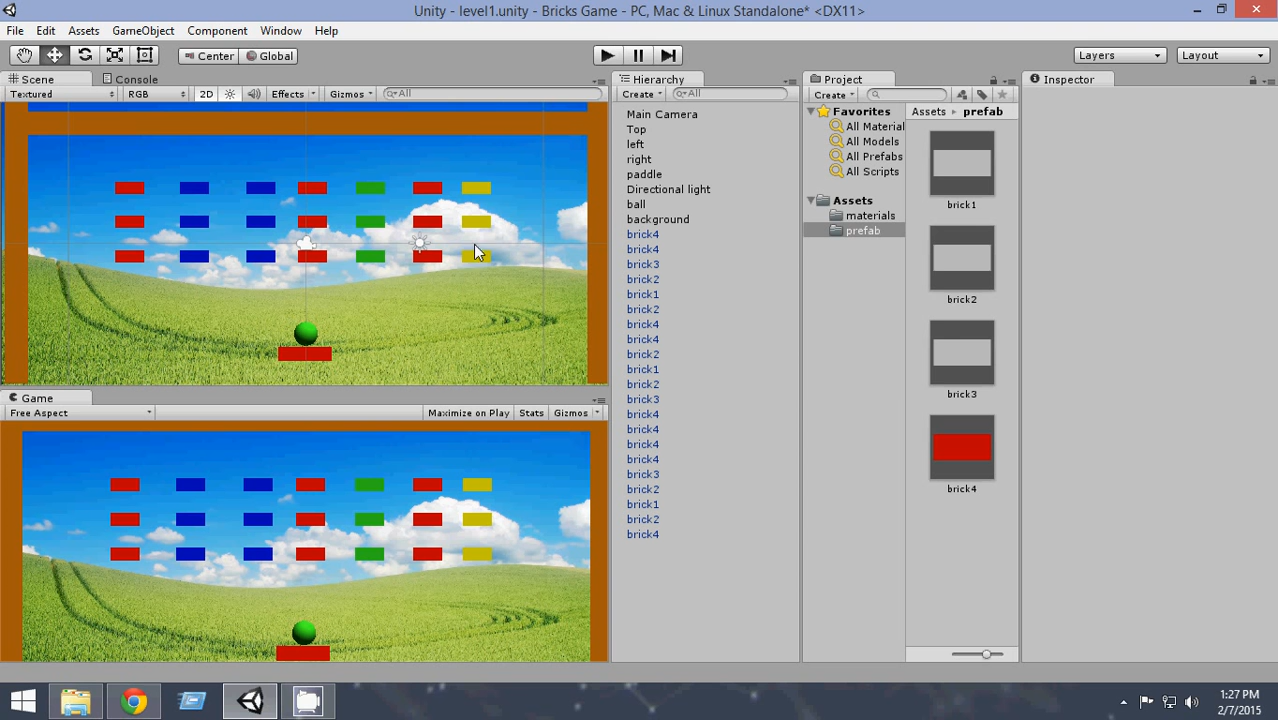 Unity - level1.unity - Bricks Game - PC, Mac & Linux Standalone* <DX11>
File Edit Assets GameObject Component Window Help
Center Global Layers Layout
Scene Console
Textured RGB 2D Effects Gizmos All
Hierarchy
Create All
Main Camera
Top
left
right
paddle
Directional light
ball
background
brick4
brick4
brick3
brick2
brick1
brick2
brick4
brick4
brick2
brick1
brick2
brick3
brick4
brick4
brick4
brick4
brick3
brick2
brick1
brick2
brick4
Project
Create
Favorites
All Material
All Models
All Prefabs
All Scripts
Assets
materials
prefab
Assets prefab
brick1
brick2
brick3
brick4
Inspector
Game
Free Aspect Maximize on Play Stats Gizmos
1:27 PM
2/7/2015